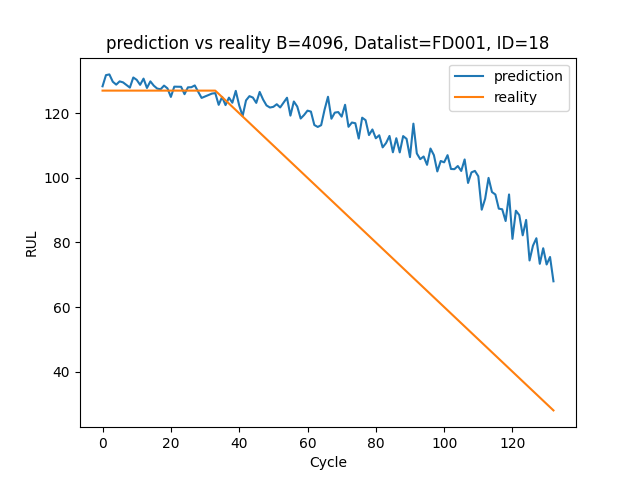 prediction vs reality B=4096, Datalist=FD001, ID=18
prediction
reality
120
100
80
60
40
RUL
0 20 40 60 80 100 120
Cycle